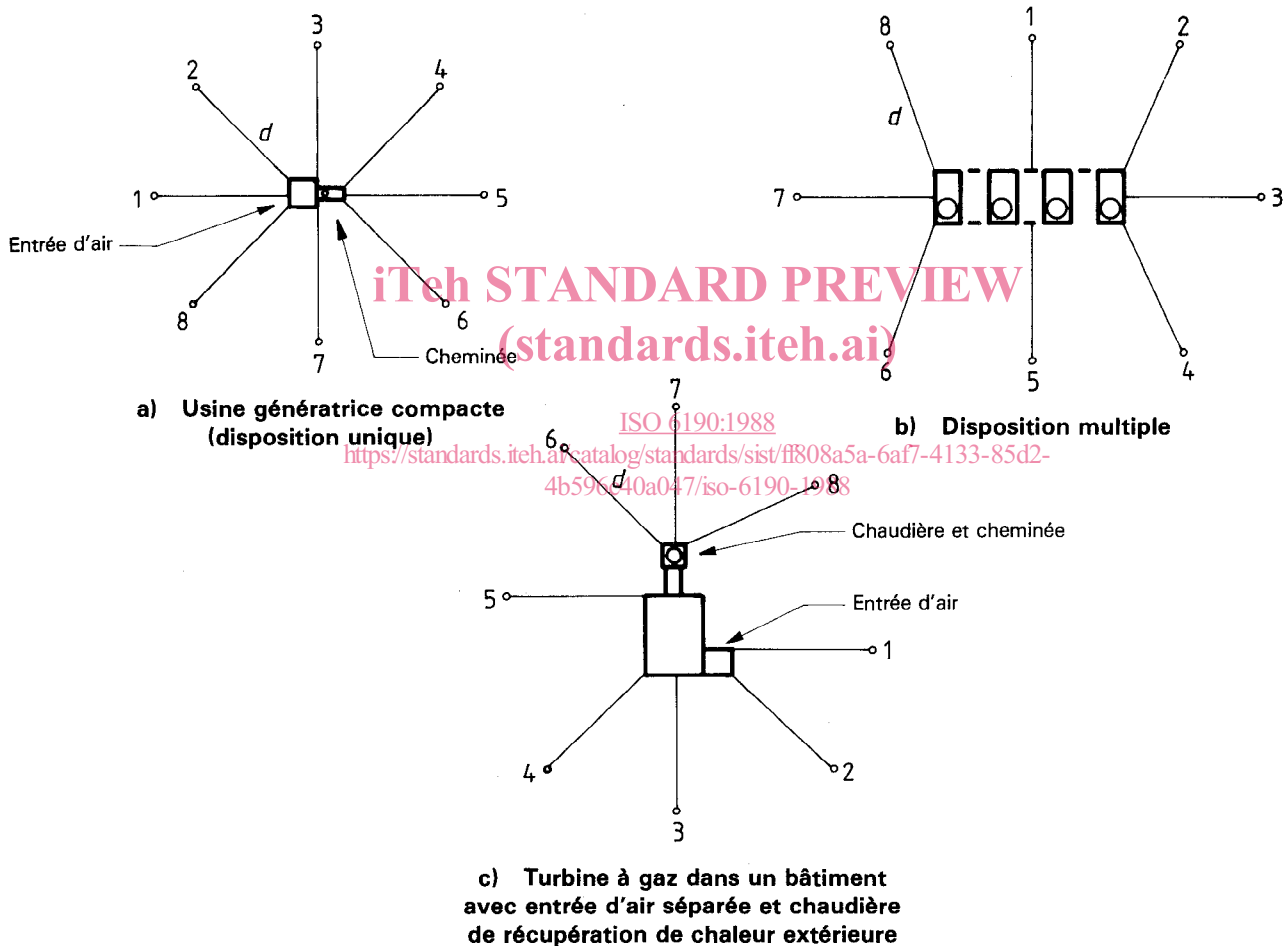 3
2
4
d
1
5
Entrée d'air
8
6
7
Cheminée
a) Usine génératrice compacte
(disposition unique)
1
8
2
d
7
3
6
5
4
b) Disposition multiple
iTeh STANDARD PREVIEW
(standards.iteh.ai)
ISO 6190:1988
https://standards.iteh.ai/catalog/standards/sist/ff808a5a-6af7-4133-85d2-
4b596e40a047/iso-6190-1988
7
6
d
8
Chaudière et cheminée
5
Entrée d'air
1
4
2
3
c) Turbine à gaz dans un bâtiment
avec entrée d'air séparée et chaudière
de récupération de chaleur extérieure